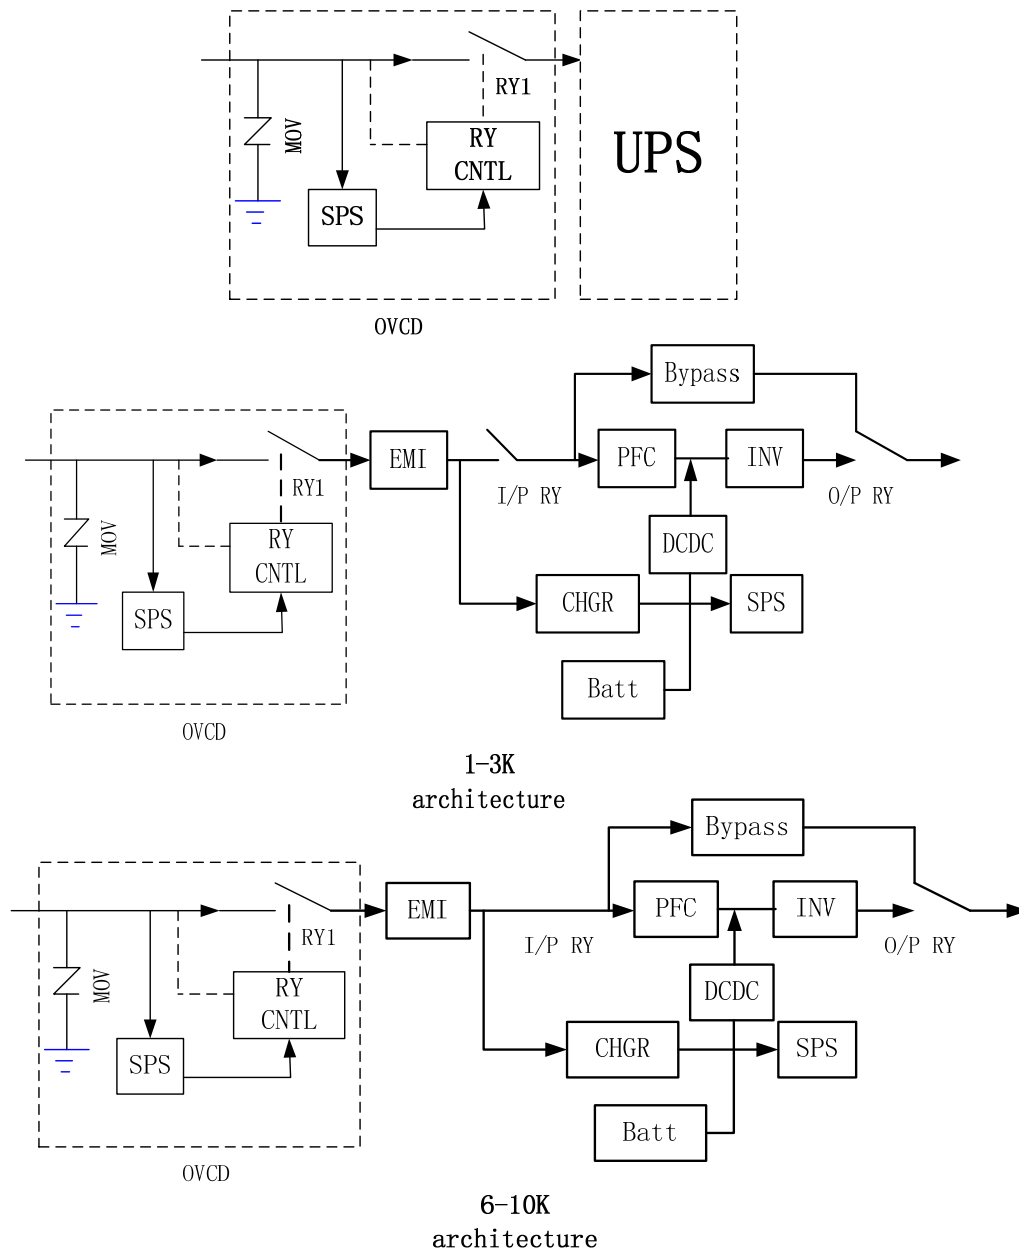 RY1
UPS
MOV
RY
CNTL
SPS
OVCD
Bypass
EMI
PFC
INV
RY1
I/P RY
O/P RY
MOV
RY
CNTL
DCDC
SPS
CHGR
SPS
Batt
OVCD
1-3K
architecture
Bypass
EMI
PFC
INV
RY1
I/P RY
O/P RY
MOV
RY
CNTL
DCDC
SPS
CHGR
SPS
Batt
OVCD
6-10K
architecture